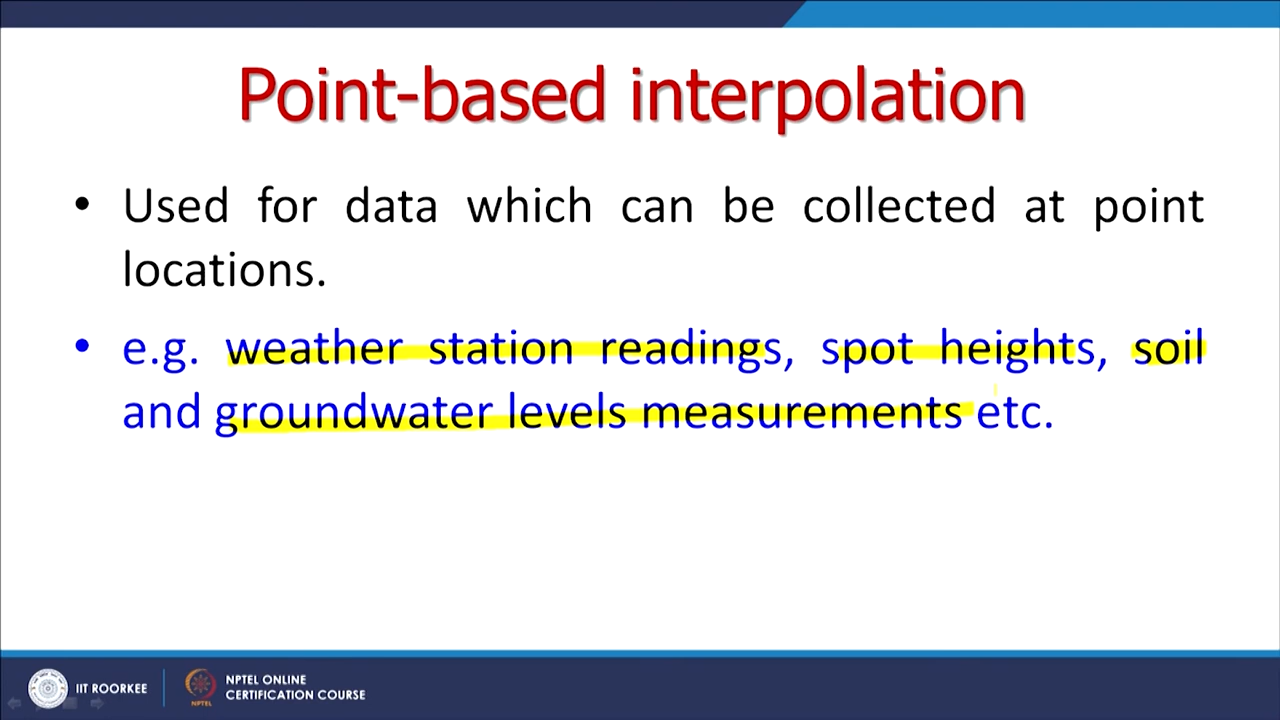 Point-based interpolation
• Used for data which can be collected at point
locations.
• e.g. weather station readings, spot heights, soil
and groundwater levels measurements etc.
IIT ROORKEE
NPTEL
NPTEL ONLINE
CERTIFICATION COURSE